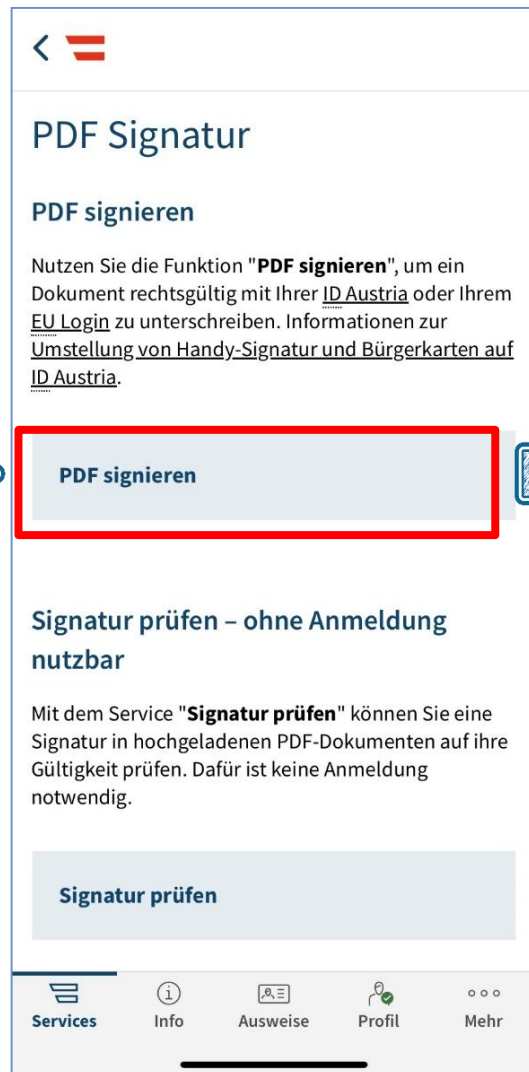 PDF Signatur
PDF signieren
Nutzen Sie die Funktion "PDF signieren", um ein
Dokument rechtsgültig mit Ihrer ID Austria oder Ihrem
EU Login zu unterschreiben. Informationen zur
Umstellung von Handy-Signatur und Bürgerkarten auf
ID Austria.
PDF signieren
Signatur prüfen – ohne Anmeldung
nutzbar
Mit dem Service "Signatur prüfen" können Sie eine
Signatur in hochgeladenen PDF-Dokumenten auf ihre
Gültigkeit prüfen. Dafür ist keine Anmeldung
notwendig.
Signatur prüfen
Services Info Ausweise Profil Mehr